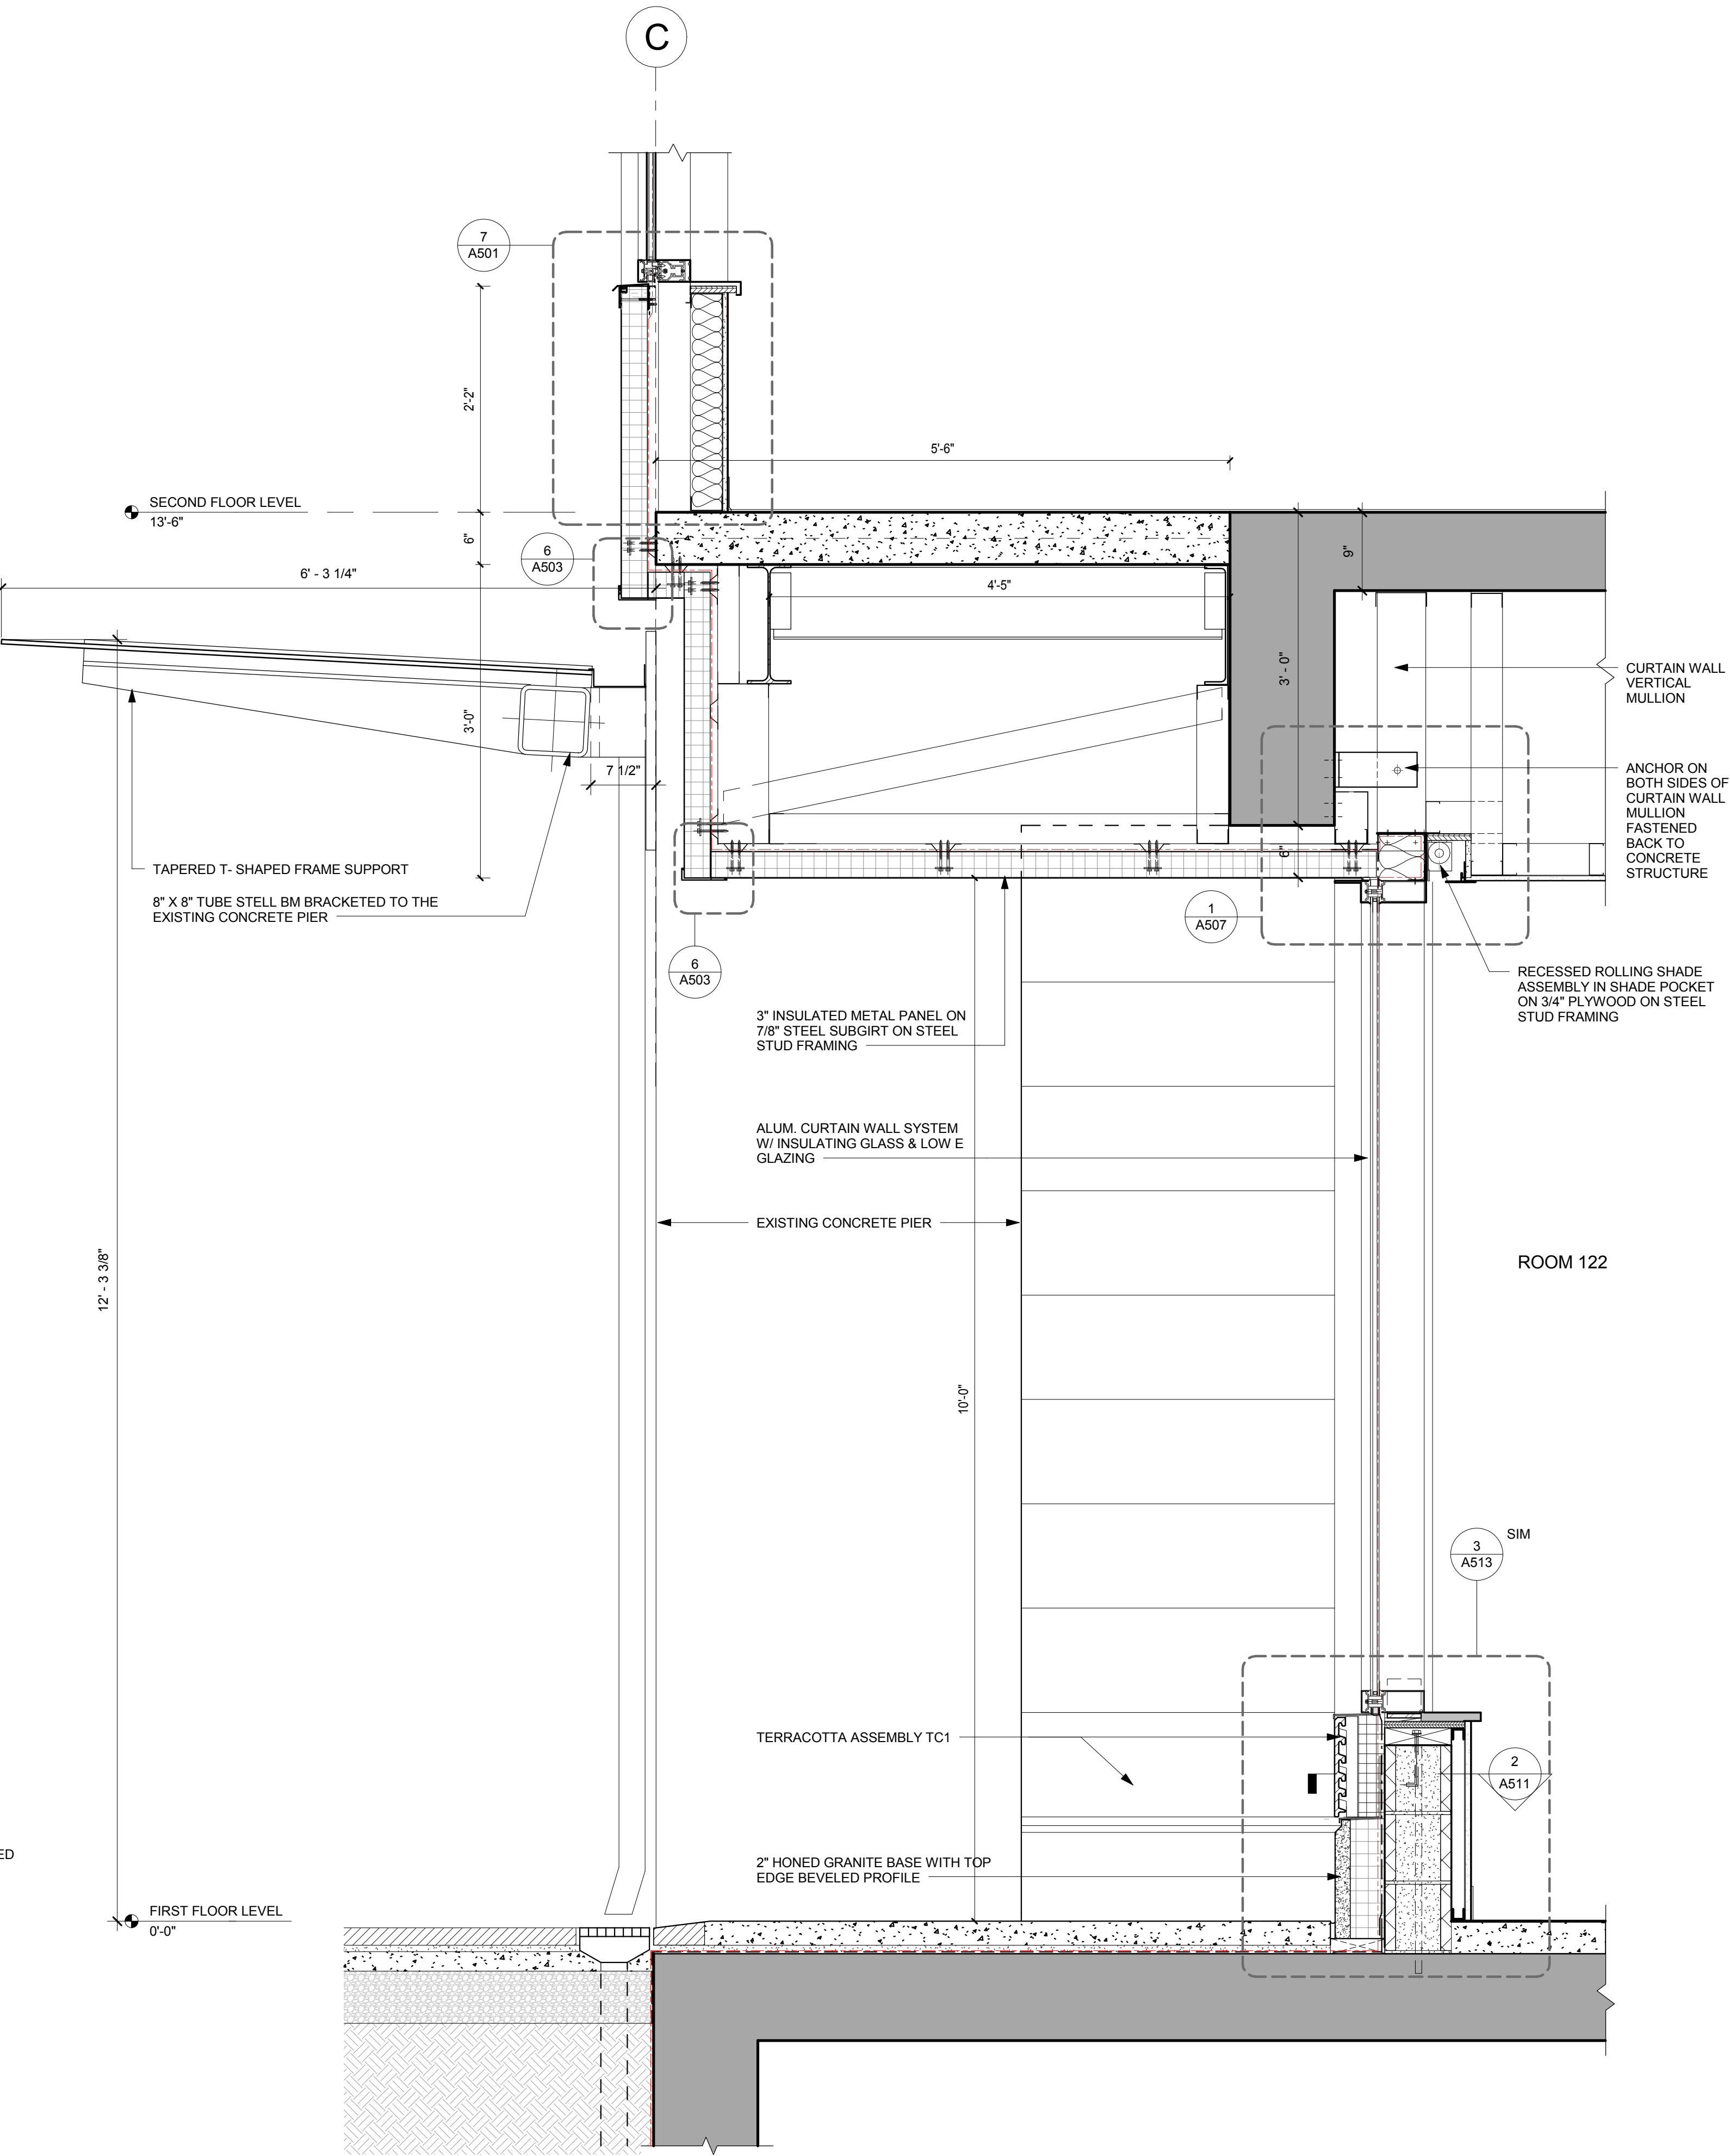 C
7
A501
2'-2"
5'-6"
SECOND FLOOR LEVEL
13'-6"
6"
6
A503
9"
6' - 3 1/4"
4'-5"
3' - 0"
CURTAIN WALL
VERTICAL
MULLION
3'-0"
7 1/2"
ANCHOR ON
BOTH SIDES OF
CURTAIN WALL
MULLION
FASTENED
BACK TO
CONCRETE
STRUCTURE
TAPERED T- SHAPED FRAME SUPPORT
6"
8" X 8" TUBE STELL BM BRACKETED TO THE
EXISTING CONCRETE PIER
1
A507
6
A503
RECESSED ROLLING SHADE
ASSEMBLY IN SHADE POCKET
ON 3/4" PLYWOOD ON STEEL
STUD FRAMING
3" INSULATED METAL PANEL ON
7/8" STEEL SUBGIRT ON STEEL
STUD FRAMING
ALUM. CURTAIN WALL SYSTEM
W/ INSULATING GLASS & LOW E
GLAZING
EXISTING CONCRETE PIER
12' - 3 3/8"
ROOM 122
10'-0"
3
A513
SIM
TERRACOTTA ASSEMBLY TC1
2
A511
ED
2" HONED GRANITE BASE WITH TOP
EDGE BEVELED PROFILE
FIRST FLOOR LEVEL
0'-0"